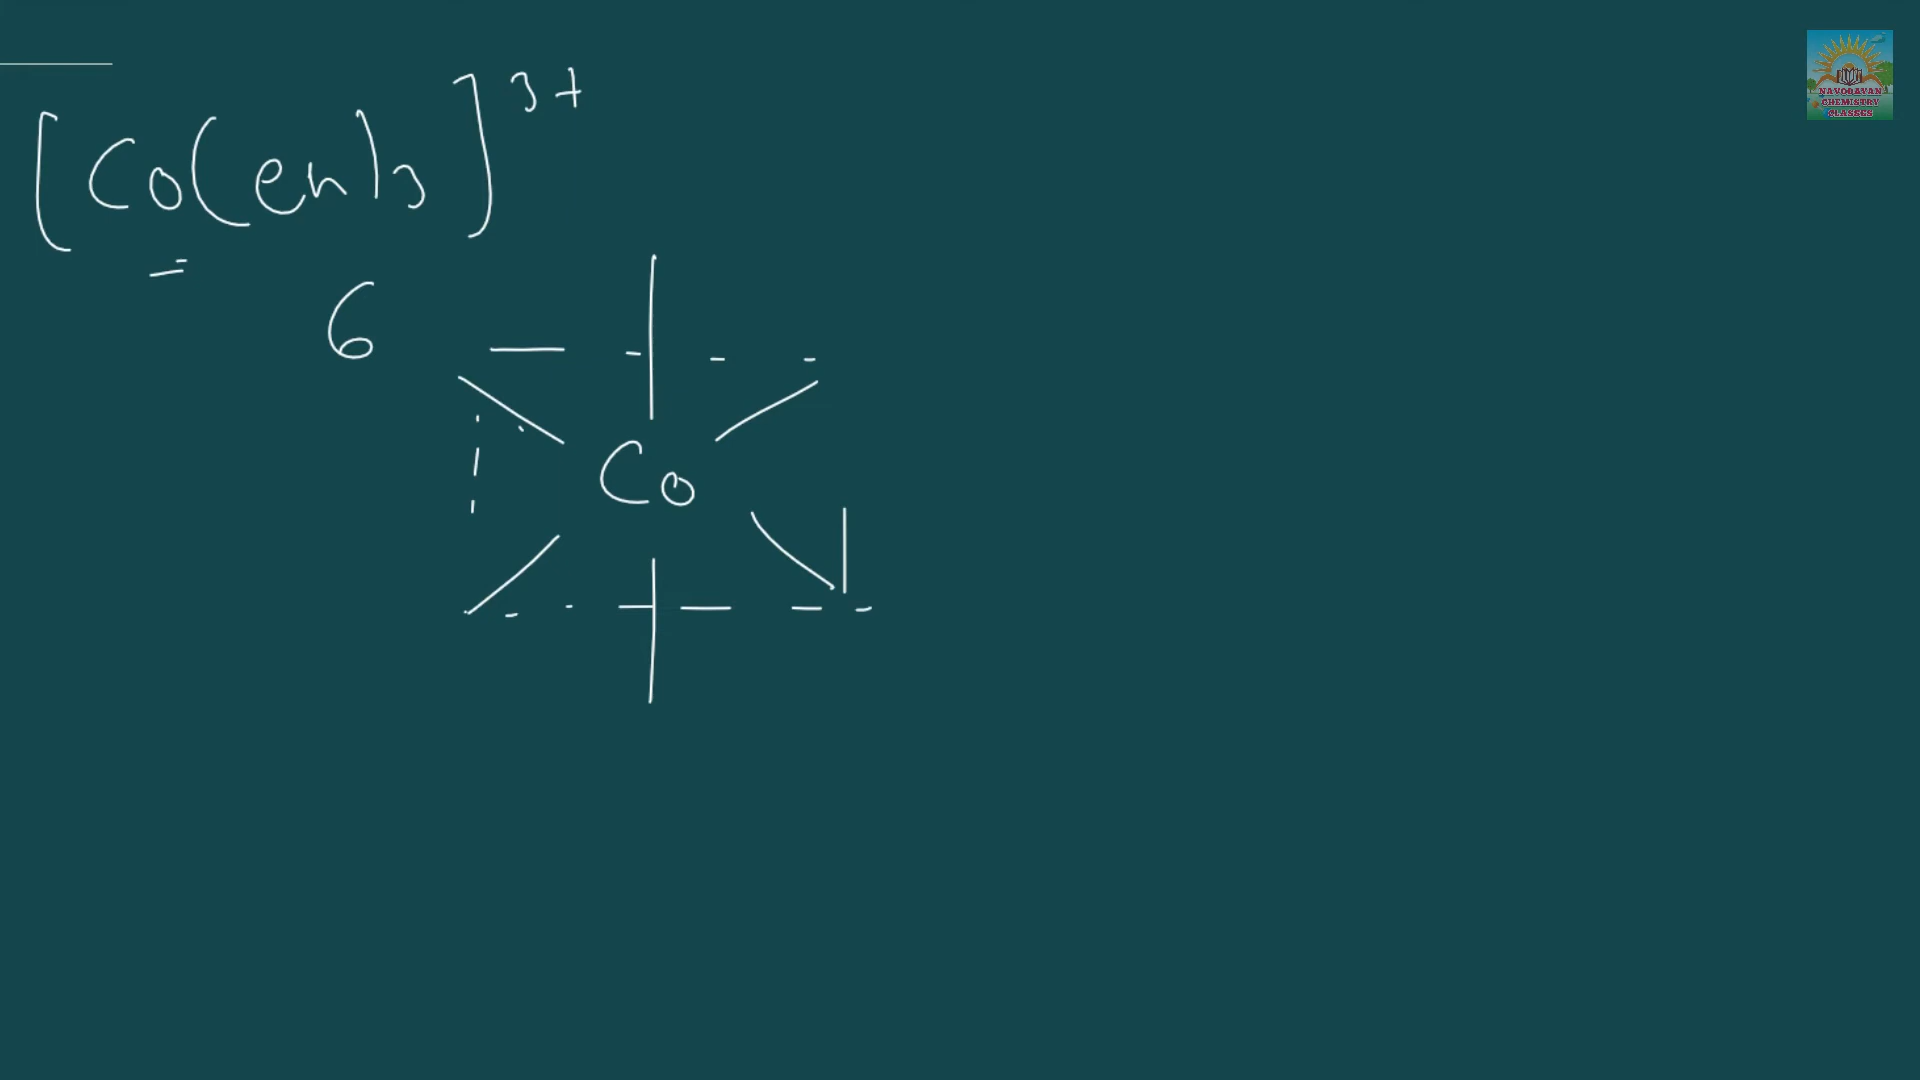 [Co(en)3]3+
6
Co
NAVODAYAN
CHEMISTRY
CLASSES